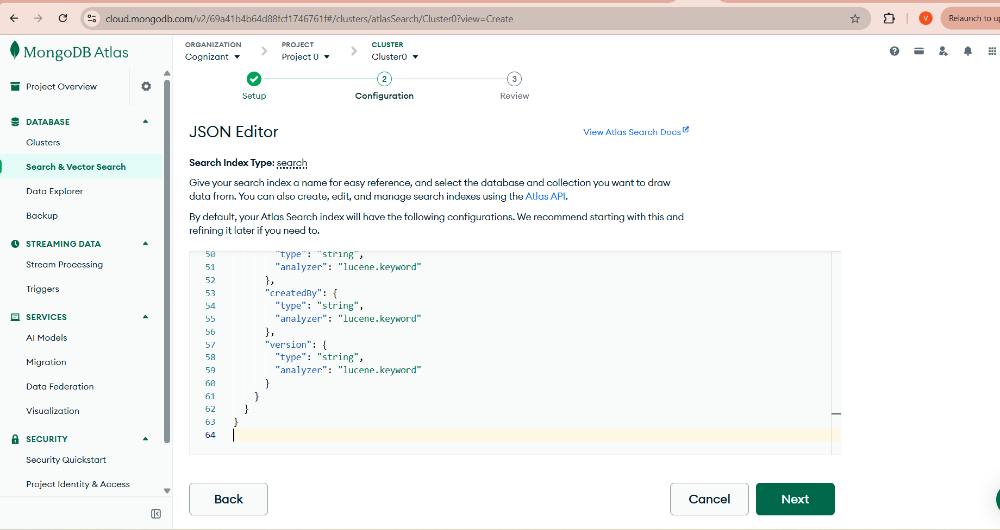 cloud.mongodb.com/v2/69a41b4b64d88fcf1746761f#/clusters/atlasSearch/Cluster0?view=Create
V
Relaunch to up
MongoDB Atlas
ORGANIZATION
Cognizant
PROJECT
Project 0
CLUSTER
Cluster0
Project Overview
DATABASE
Clusters
Search & Vector Search
Data Explorer
Backup
STREAMING DATA
Stream Processing
Triggers
SERVICES
AI Models
Migration
Data Federation
Visualization
SECURITY
Security Quickstart
Project Identity & Access
Setup
2
Configuration
3
Review
JSON Editor
View Atlas Search Docs
Search Index Type: search
Give your search index a name for easy reference, and select the database and collection you want to draw
data from. You can also create, edit, and manage search indexes using the Atlas API.
By default, your Atlas Search index will have the following configurations. We recommend starting with this and
refining it later if you need to.
50 "type": "string",
51 "analyzer": "lucene.keyword"
52 },
53 "createdBy": {
54 "type": "string",
55 "analyzer": "lucene.keyword"
56 },
57 "version": {
58 "type": "string",
59 "analyzer": "lucene.keyword"
60 }
61 }
62 }
63 }
64
Back
Cancel
Next